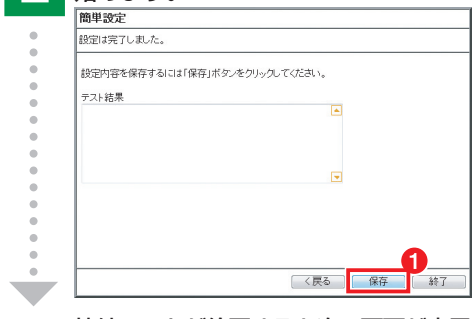 簡単設定
設定は完了しました。
設定内容を保存するには「保存」ボタンをクリックしてください。
テスト結果
1
<戻る 保存 終了